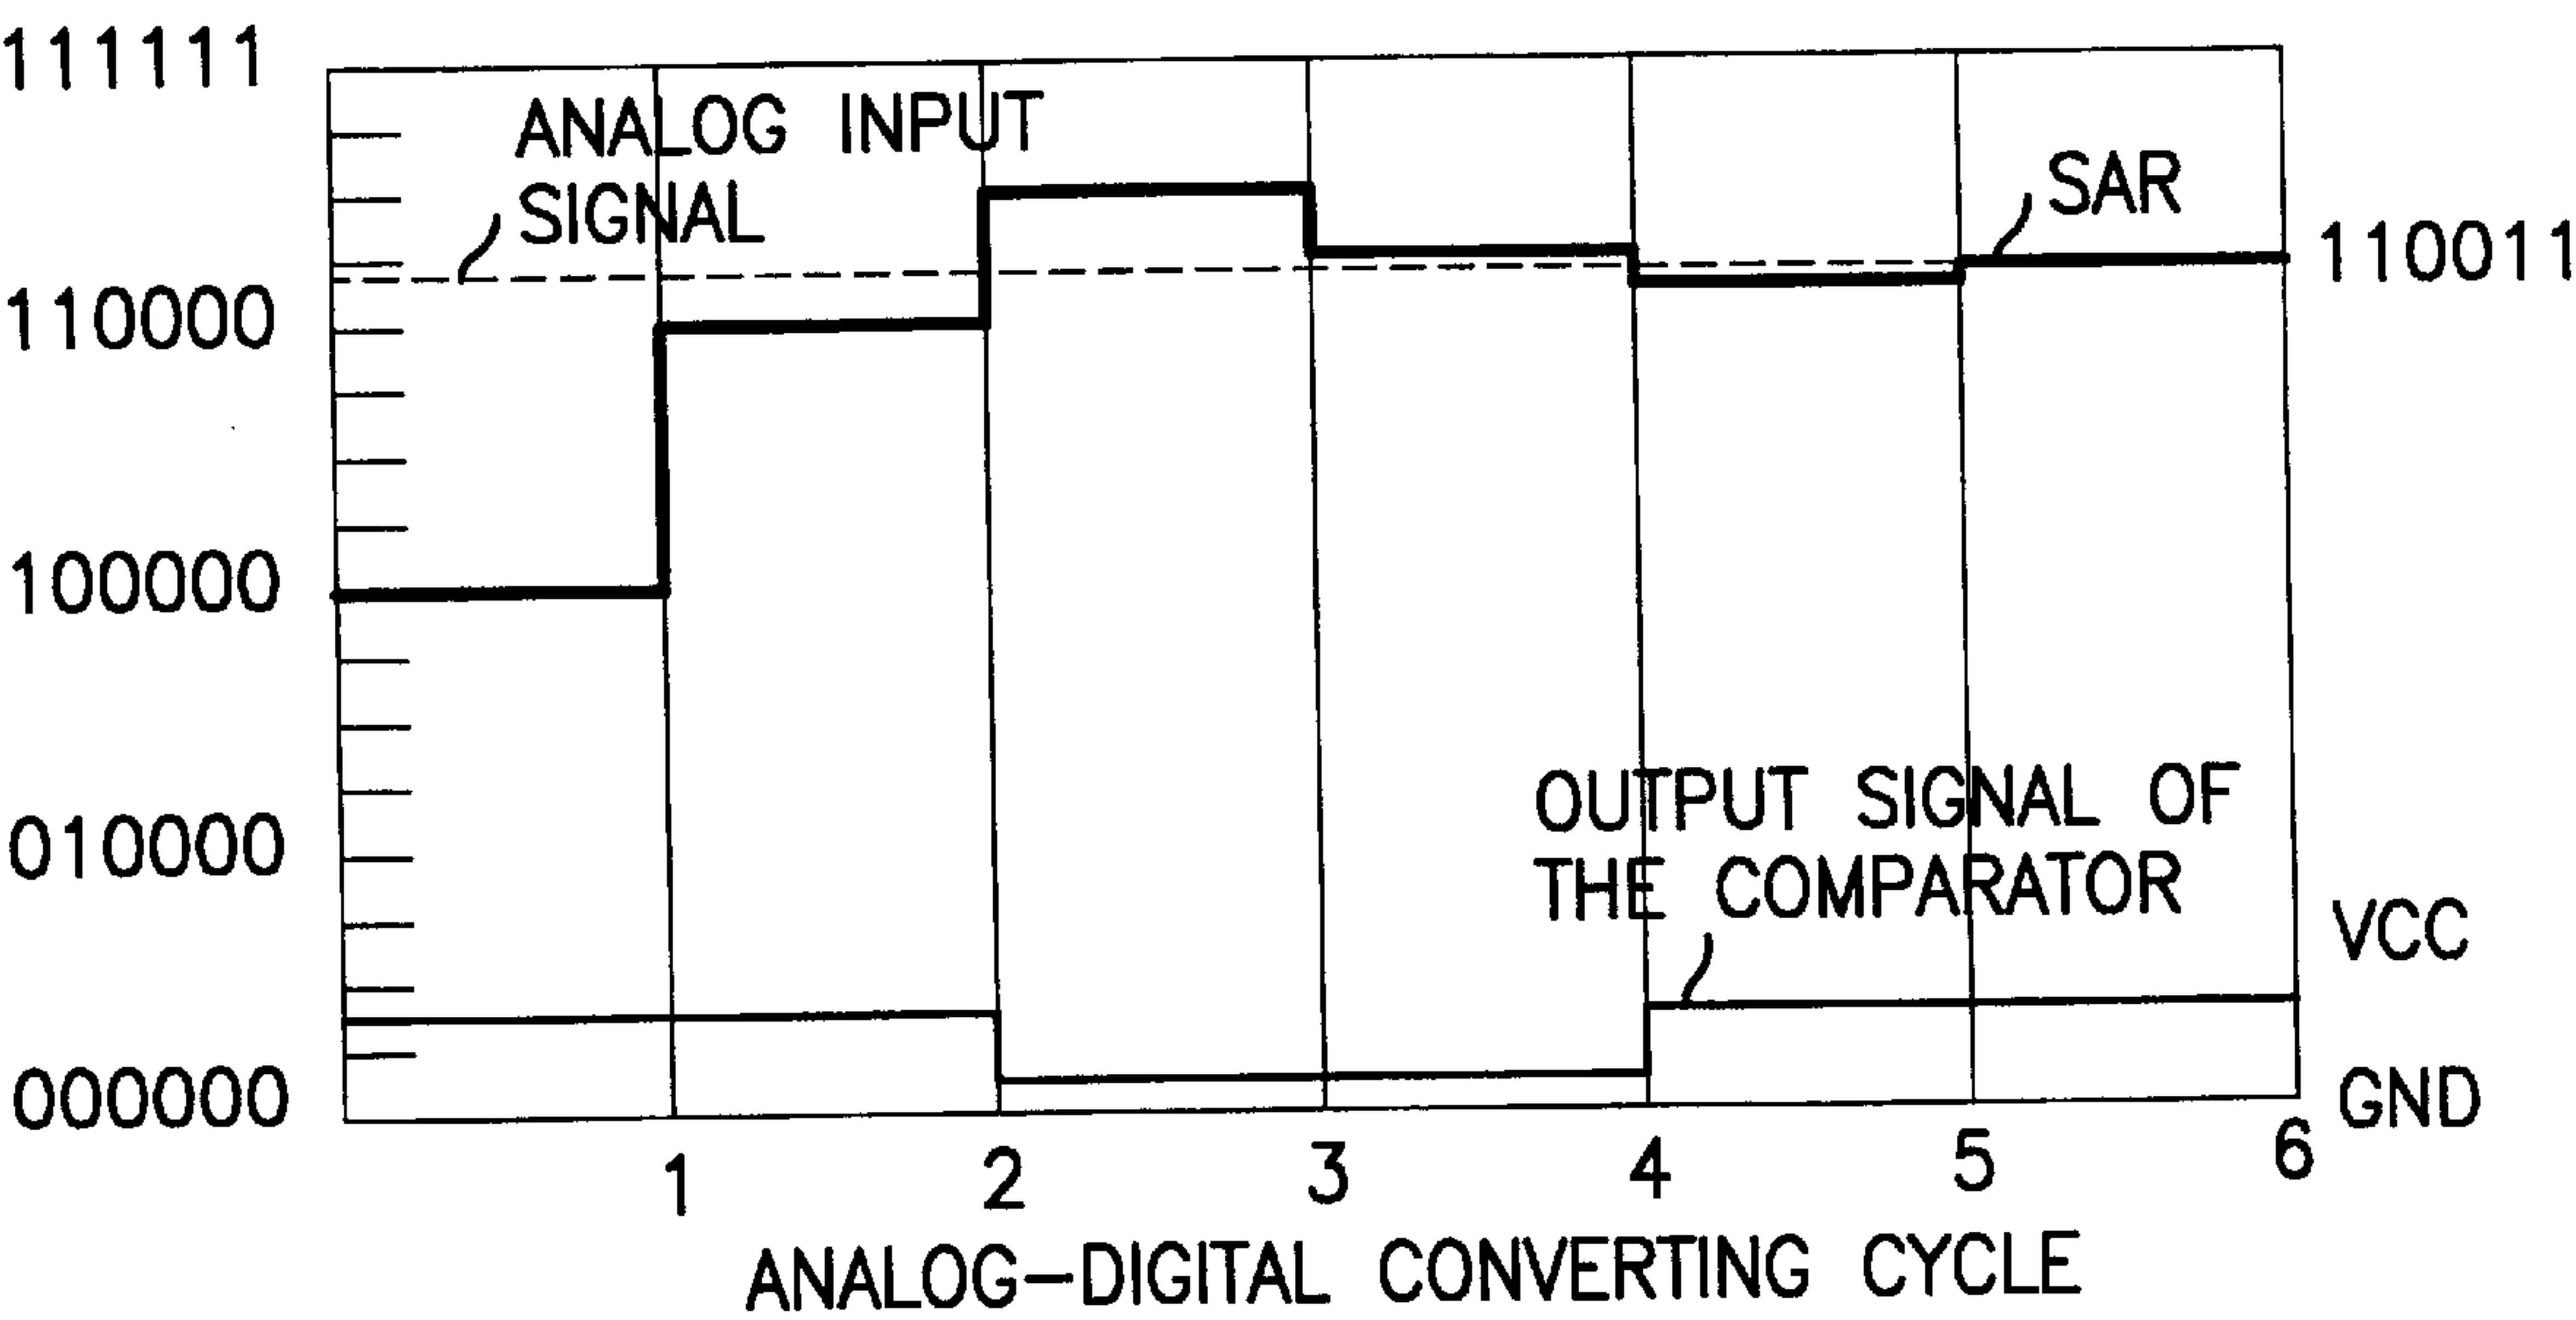 111111
ANALOG INPUT
SIGNAL
SAR
110011
110000
100000
010000
OUTPUT SIGNAL OF
THE COMPARATOR
VCC
000000
GND
1 2 3 4 5 6
ANALOG-DIGITAL CONVERTING CYCLE